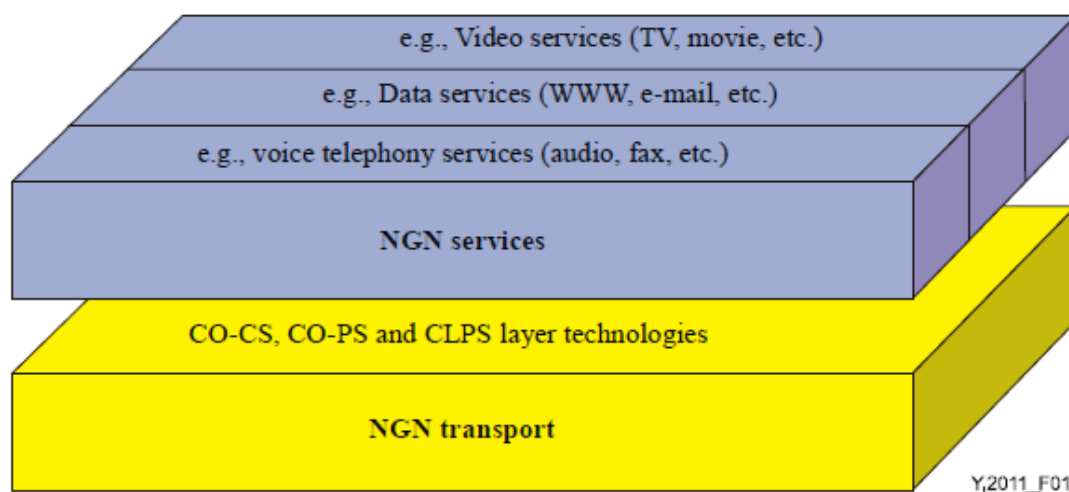 e.g., Video services (TV, movie, etc.)
e.g., Data services (WWW, e-mail, etc.)
e.g., voice telephony services (audio, fax, etc.)
NGN services
CO-CS, CO-PS and CLPS layer technologies
NGN transport
Y,2011_F01